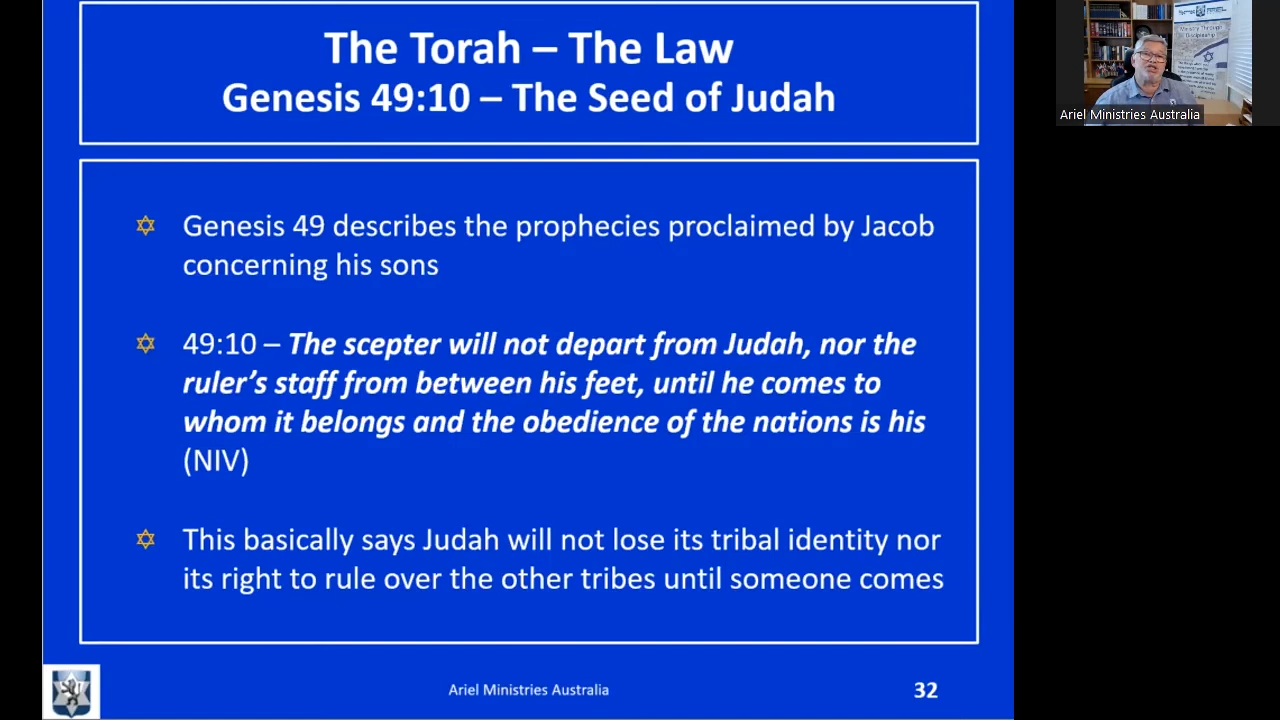 The Torah – The Law
Genesis 49:10 – The Seed of Judah
Genesis 49 describes the prophecies proclaimed by Jacob
concerning his sons
49:10 – The scepter will not depart from Judah, nor the
ruler’s staff from between his feet, until he comes to
whom it belongs and the obedience of the nations is his
(NIV)
This basically says Judah will not lose its tribal identity nor
its right to rule over the other tribes until someone comes
Ariel Ministries Australia
32
Ministry Through
Discipleship
Ariel Ministries Australia